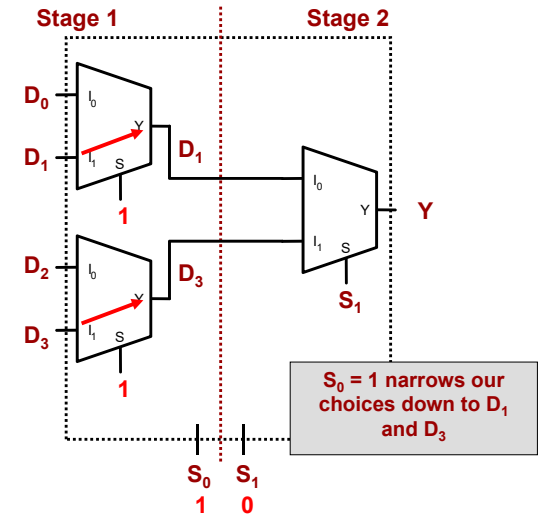 Stage 1 Stage 2
D₀ I₀
Y
D₁ I₁ D₁
S
1
I₀
Y Y
I₁
S
S₁
D₂ I₀
Y D₃
D₃ I₁
S
1
S₀ = 1 narrows our
choices down to D₁
and D₃
S₀ S₁
1 0